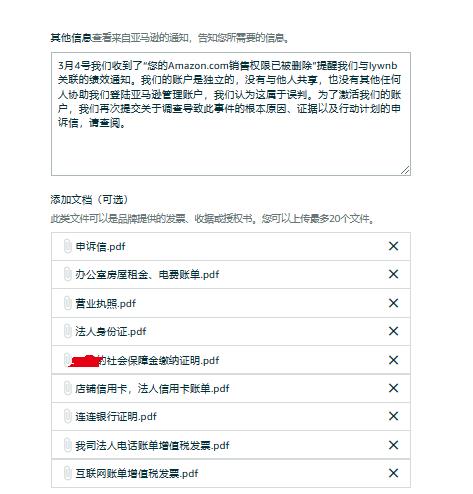 其他信息查看来自亚马逊的通知，告知您所需要的信息。
3月4号我们收到了“您的Amazon.com销售权限已被删除”提醒我们与lywnb
关联的绩效通知。我们的账户是独立的，没有与他人共享，也没有其他任何
人协助我们登陆亚马逊管理账户，我们认为这属于误判。为了激活我们的账
户，我们再次提交关于调查导致此事件的根本原因、证据以及行动计划的申
诉信，请查阅。
添加文档（可选）
此类文件可以是品牌提供的发票、收据或授权书。您可以上传最多20个文件。
申诉信.pdf
办公室房屋租金、电费账单.pdf
营业执照.pdf
法人身份证.pdf
的社会保障金缴纳证明.pdf
店铺信用卡，法人信用卡账单.pdf
连连银行证明.pdf
我司法人电话账单增值税发票.pdf
互联网账单增值税发票.pdf